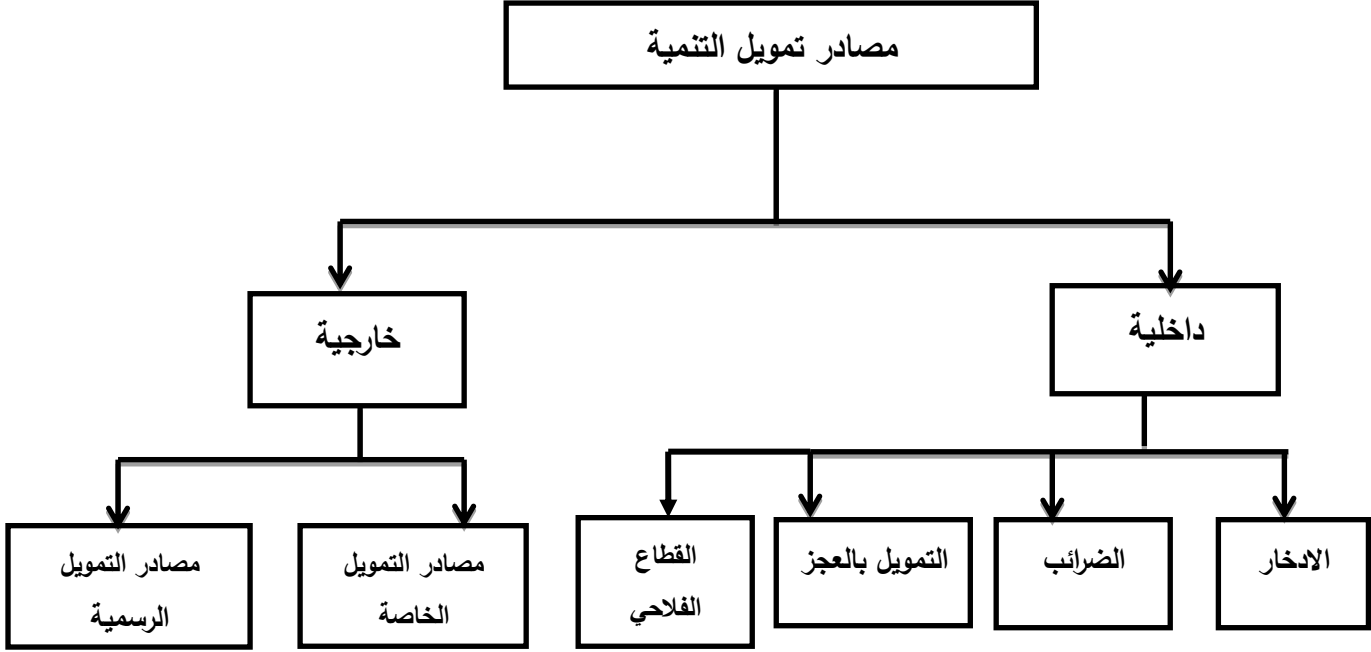 مصادر تمويل التنمية
داخلية
خارجية
الادخار
الضرائب
التمويل بالعجز
القطاع
الفلاحي
مصادر التمويل
الخاصة
مصادر التمويل
الرسمية